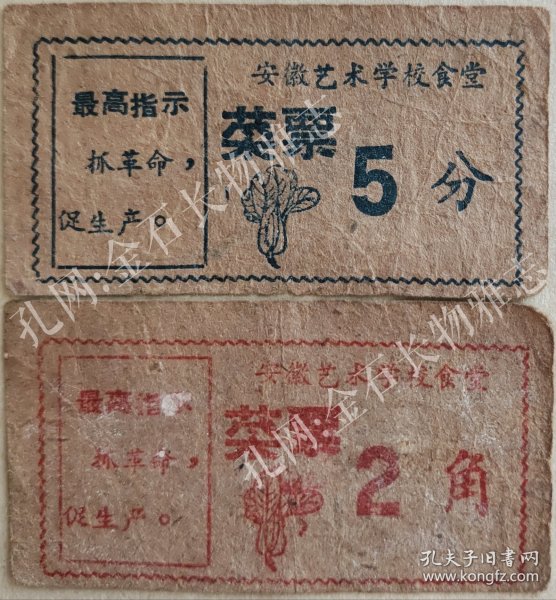 安徽艺术学校食堂
最高指示
抓革命，
促生产。
菜票
5 分
安徽艺术学校食堂
最高指示
抓革命，
促生产。
菜票
2 角
孔网:金石长物雅志
孔网:金石长物雅志
孔夫子旧书网
www.kongfz.com